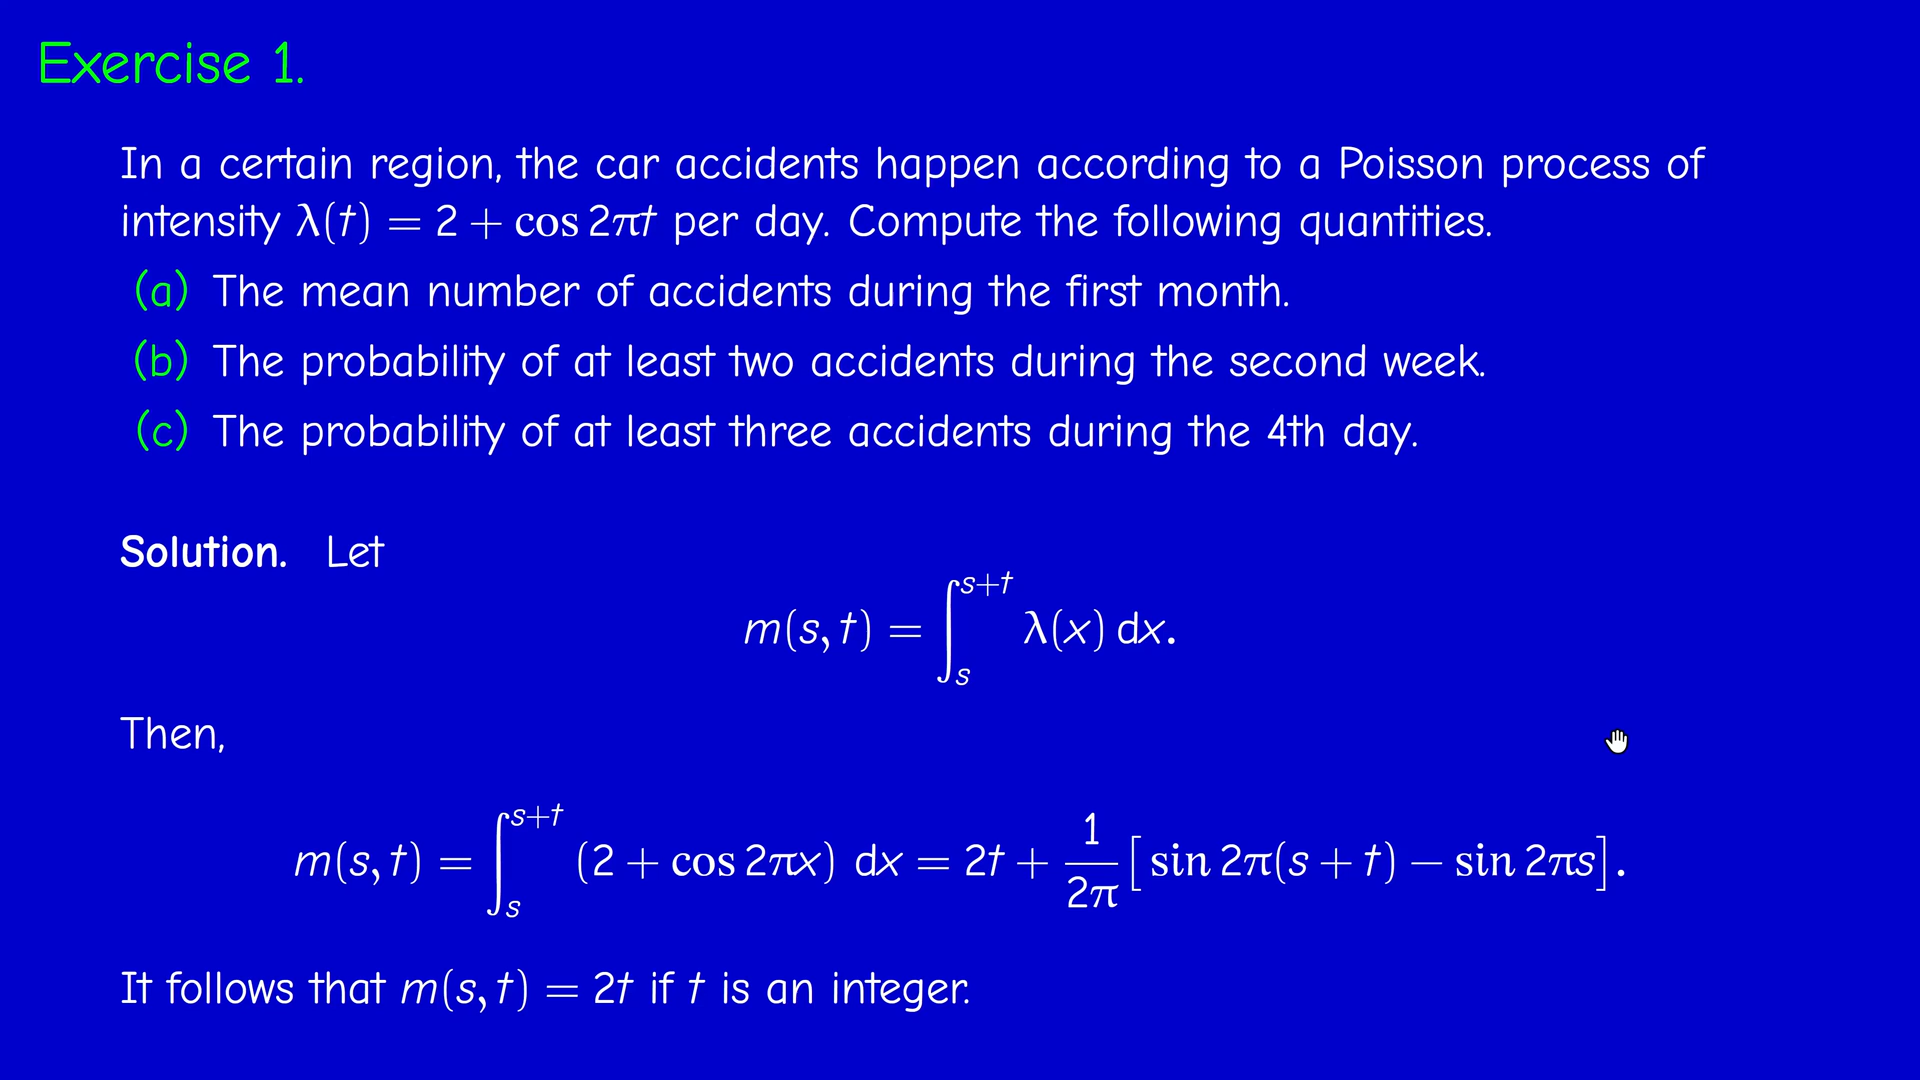 Exercise 1.
In a certain region, the car accidents happen according to a Poisson process of
intensity λ(t) = 2 + cos 2πt per day. Compute the following quantities.
(a) The mean number of accidents during the first month.
(b) The probability of at least two accidents during the second week.
(c) The probability of at least three accidents during the 4th day.
Solution. Let
m(s, t) = ∫_s^{s+t} λ(x) dx.
Then,
m(s, t) = ∫_s^{s+t} (2 + cos 2πx) dx = 2t + \frac{1}{2π} [sin 2π(s + t) − sin 2πs].
It follows that m(s, t) = 2t if t is an integer.